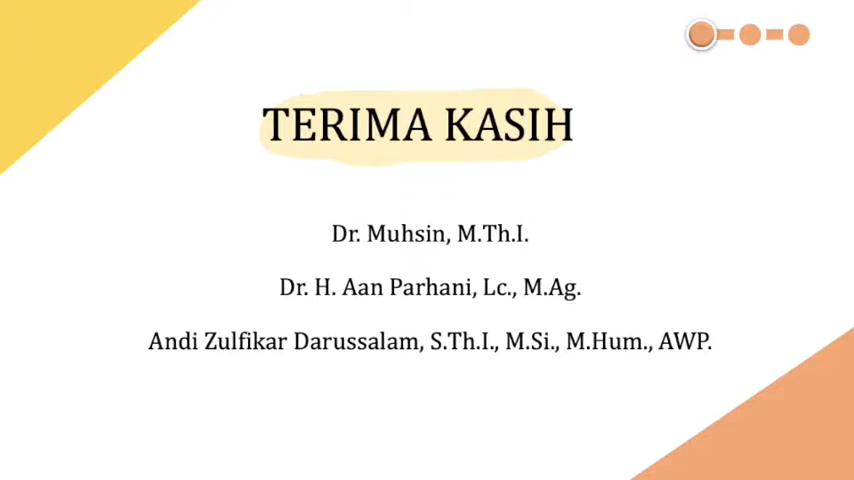 TERIMA KASIH
Dr. Muhsin, M.Th.I.
Dr. H. Aan Parhani, Lc., M.Ag.
Andi Zulfikar Darussalam, S.Th.I., M.Si., M.Hum., AWP.